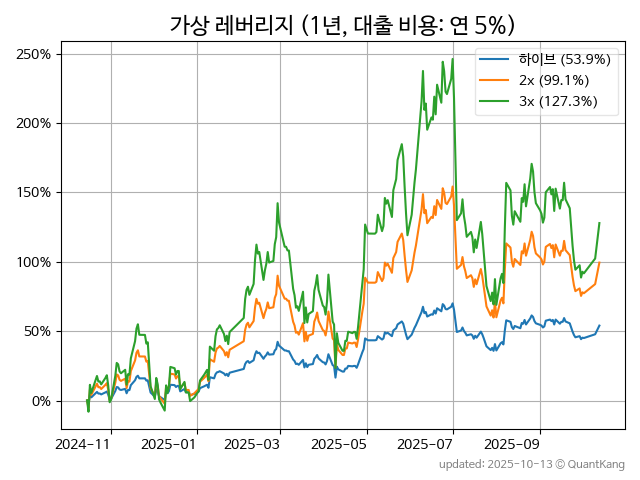 가상 레버리지 (1년, 대출 비용: 연 5%)
250%
200%
150%
100%
50%
0%
하이브 (53.9%)
2x (99.1%)
3x (127.3%)
2024-11
2025-01
2025-03
2025-05
2025-07
2025-09
updated: 2025-10-13 © QuantKang